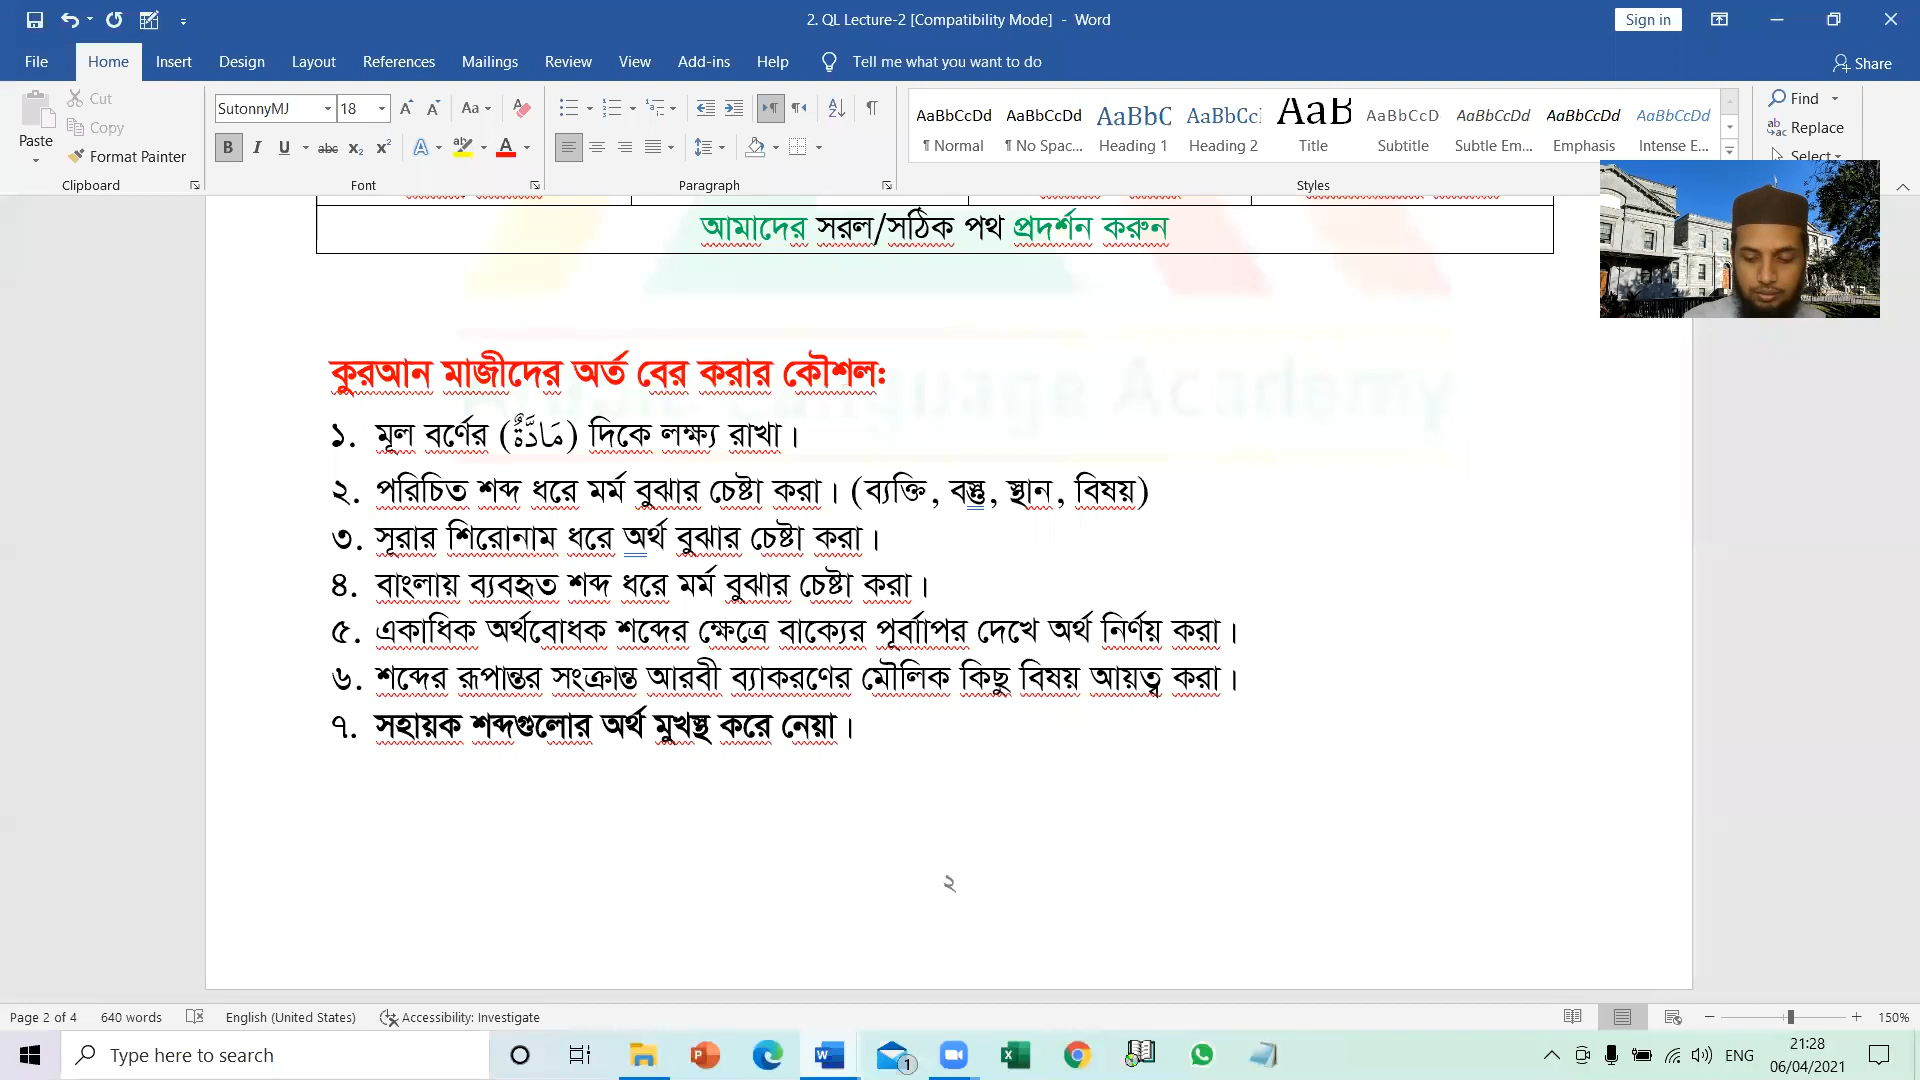 2. QL Lecture-2 [Compatibility Mode] - Word
Sign in
File Home Insert Design Layout References Mailings Review View Add-ins Help Tell me what you want to do Share
Paste Cut Copy Format Painter Clipboard
SutonnyMJ 18 Font
Paragraph
AaBbCcDd ¶ Normal
AaBbCcDd ¶ No Spac...
AaBbC Heading 1
AaBbCc Heading 2
AaB Title
AaBbCcD Subtitle
AaBbCcDd Subtle Em...
AaBbCcDd Emphasis
AaBbCcDd Intense E...
Styles
Find
Replace
Select
আমাদের সরল/সঠিক পথ প্রদর্শন করুন
Language Academy
কুরআন মাজীদের অর্ত বের করার কৌশল:
১. মূল বর্ণের (مَادَّةٌ) দিকে লক্ষ্য রাখা।
২. পরিচিত শব্দ ধরে মর্ম বুঝার চেষ্টা করা। (ব্যক্তি, বস্তু, স্থান, বিষয়)
৩. সূরার শিরোনাম ধরে অর্থ বুঝার চেষ্টা করা।
৪. বাংলায় ব্যবহৃত শব্দ ধরে মর্ম বুঝার চেষ্টা করা।
৫. একাধিক অর্থবোধক শব্দের ক্ষেত্রে বাক্যের পূর্বাাপর দেখে অর্থ নির্ণয় করা।
৬. শব্দের রূপান্তর সংক্রান্ত আরবী ব্যাকরণের মৌলিক কিছু বিষয় আয়ত্ব করা।
৭. সহায়ক শব্দগুলোর অর্থ মুখস্থ করে নেয়া।
২
Page 2 of 4 640 words English (United States) Accessibility: Investigate 150%
Type here to search
1
ENG
21:28
06/04/2021